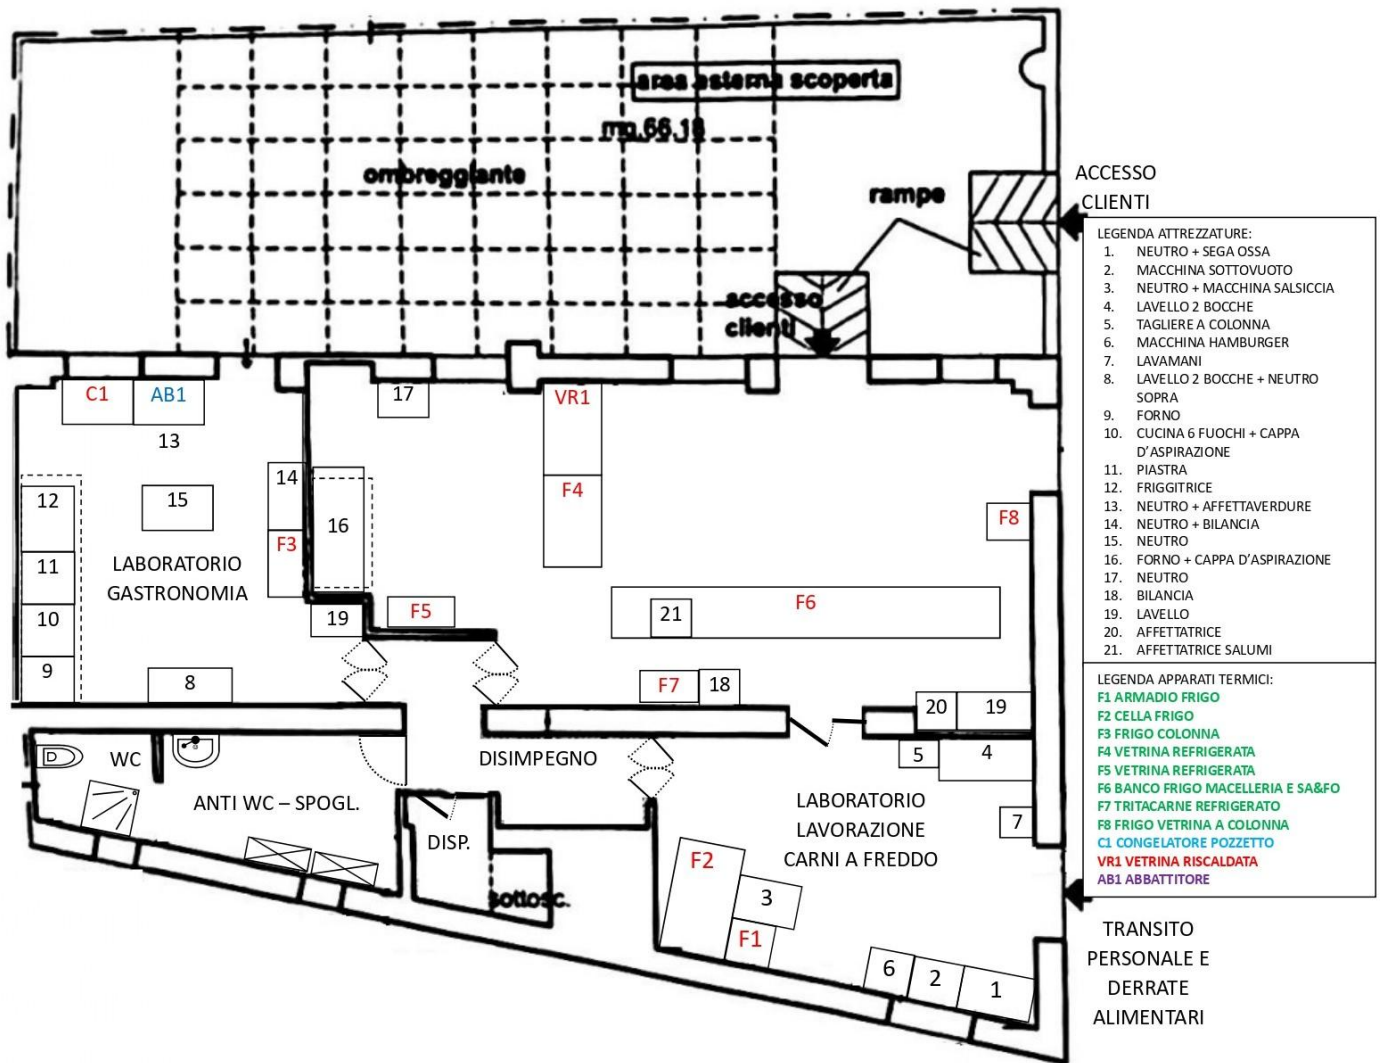 area esterna scoperta
mq.66,18
ombreggiante
rampe
ACCESSO
CLIENTI
accesso
clienti
C1
AB1
13
17
VR1
14
12
15
16
F4
F8
11
F3
LABORATORIO
GASTRONOMIA
10
19
F5
21
F6
9
8
F7
18
20
19
WC
DISIMPEGNO
5
4
ANTI WC – SPOGL.
DISP.
LABORATORIO
LAVORAZIONE
CARNI A FREDDO
7
F2
3
sottosc.
F1
6
2
1
LEGENDA ATTREZZATURE:
1. NEUTRO + SEGA OSSA
2. MACCHINA SOTTOVUOTO
3. NEUTRO + MACCHINA SALSICCIA
4. LAVELLO 2 BOCCHE
5. TAGLIERE A COLONNA
6. MACCHINA HAMBURGER
7. LAVAMANI
8. LAVELLO 2 BOCCHE + NEUTRO
SOPRA
9. FORNO
10. CUCINA 6 FUOCHI + CAPPA
D'ASPIRAZIONE
11. PIASTRA
12. FRIGGITRICE
13. NEUTRO + AFFETTAVERDURE
14. NEUTRO + BILANCIA
15. NEUTRO
16. FORNO + CAPPA D'ASPIRAZIONE
17. NEUTRO
18. BILANCIA
19. LAVELLO
20. AFFETTATRICE
21. AFFETTATRICE SALUMI
LEGENDA APPARATI TERMICI:
F1 ARMADIO FRIGO
F2 CELLA FRIGO
F3 FRIGO COLONNA
F4 VETRINA REFRIGERATA
F5 VETRINA REFRIGERATA
F6 BANCO FRIGO MACELLERIA E SA&FO
F7 TRITACARNE REFRIGERATO
F8 FRIGO VETRINA A COLONNA
C1 CONGELATORE POZZETTO
VR1 VETRINA RISCALDATA
AB1 ABBATTITORE
TRANSITO
PERSONALE E
DERRATE
ALIMENTARI